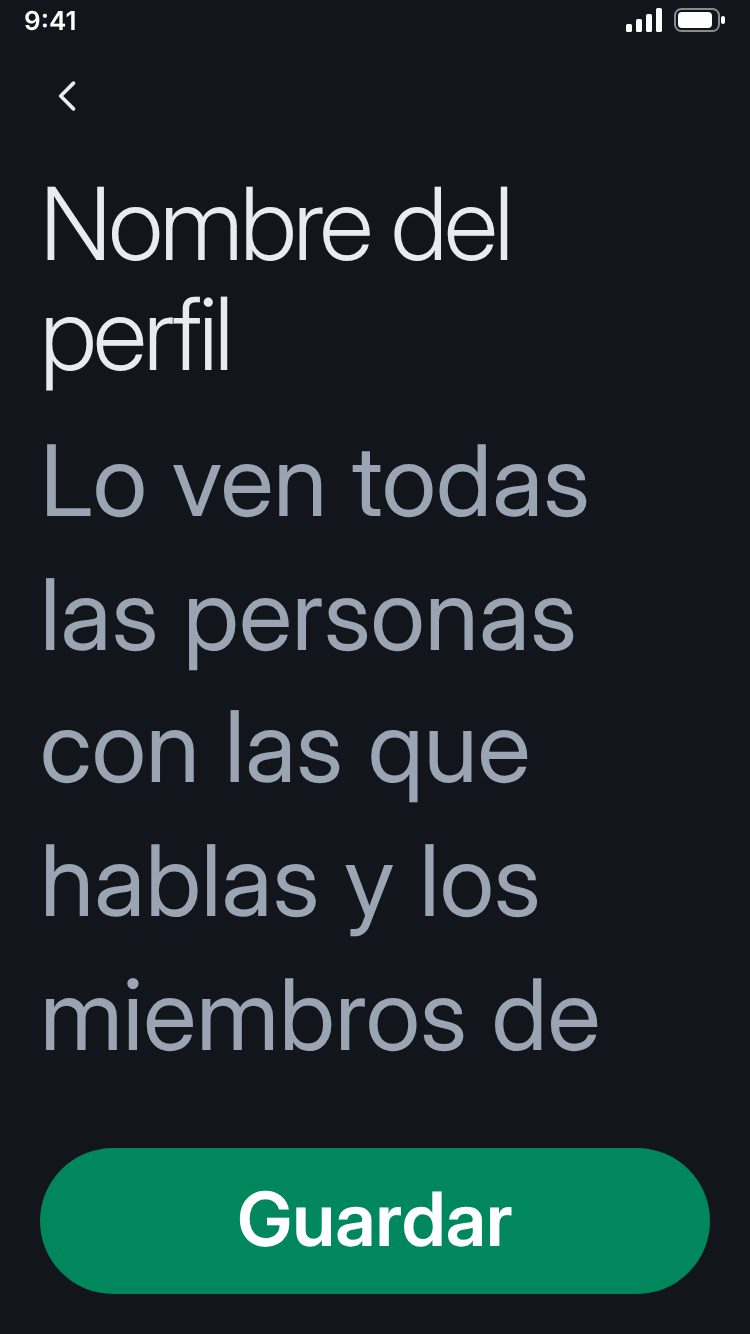 9:41
Nombre del
perfil
Lo ven todas
las personas
con las que
hablas y los
miembros de
Guardar